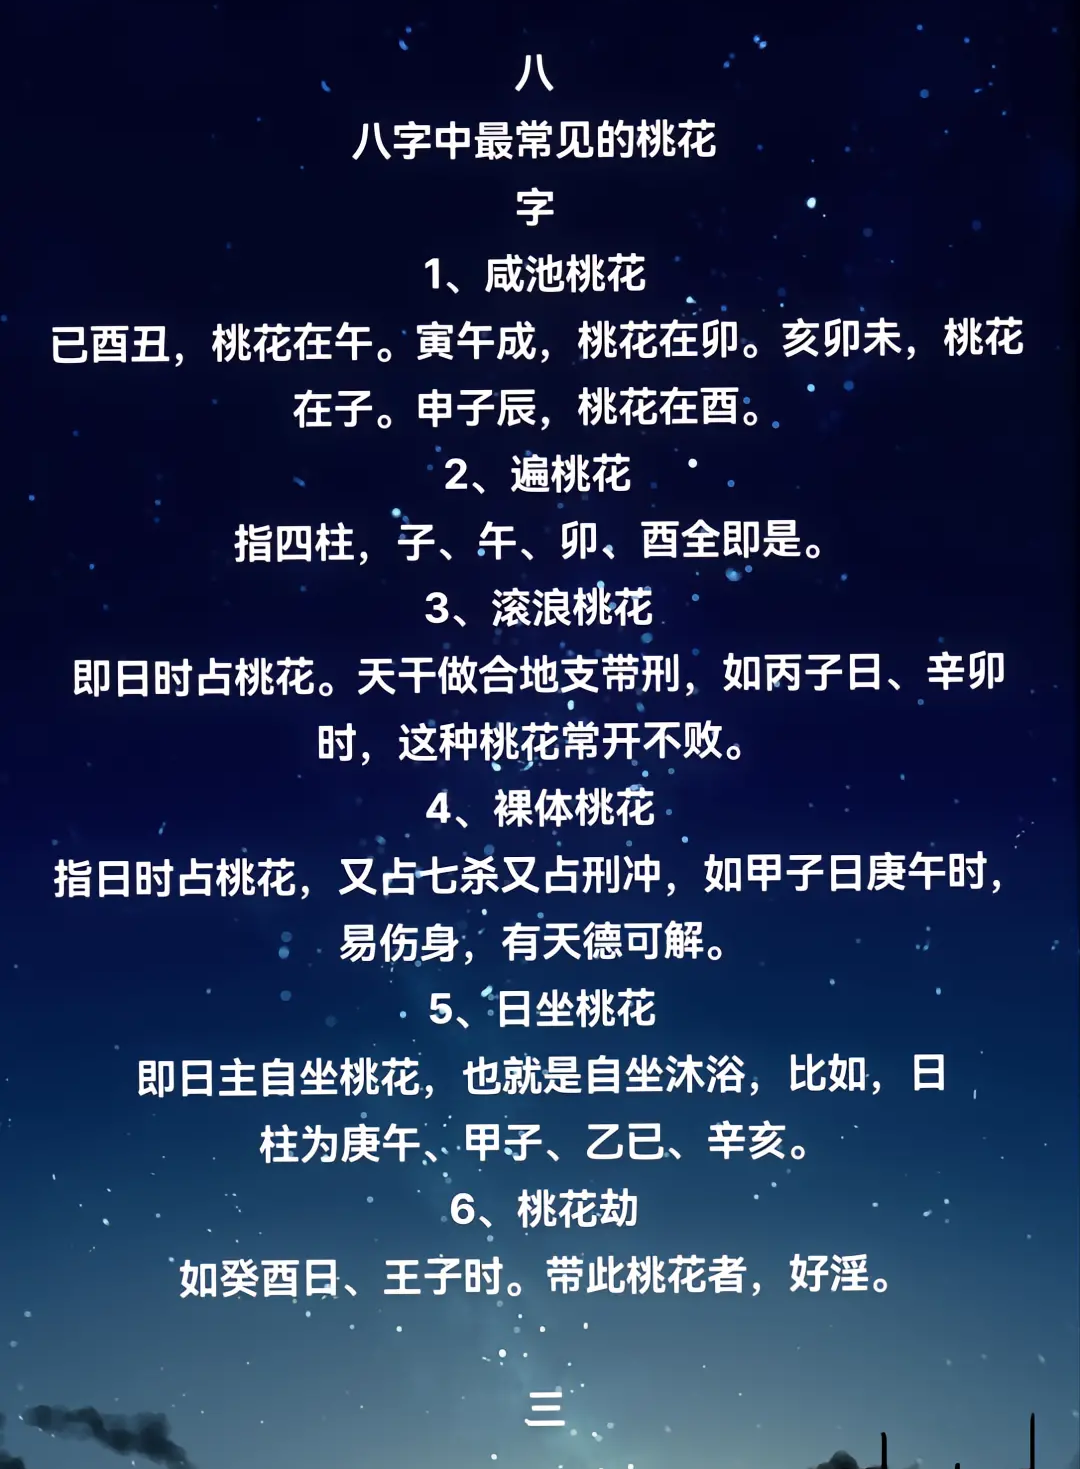 八
八字中最常见的桃花
字
1、咸池桃花
已酉丑，桃花在午。寅午成，桃花在卯。亥卯未，桃花
在子。申子辰，桃花在酉。
2、遍桃花
指四柱，子、午、卯、酉全即是。
3、滚浪桃花
即日时占桃花。天干做合地支带刑，如丙子日、辛卯
时，这种桃花常开不败。
4、裸体桃花
指日时占桃花，又占七杀又占刑冲，如甲子日庚午时，
易伤身，有天德可解。
5、日坐桃花
即日主自坐桃花，也就是自坐沐浴，比如，日
柱为庚午、甲子、乙已、辛亥。
6、桃花劫
如癸酉日、王子时。带此桃花者，好淫。
三